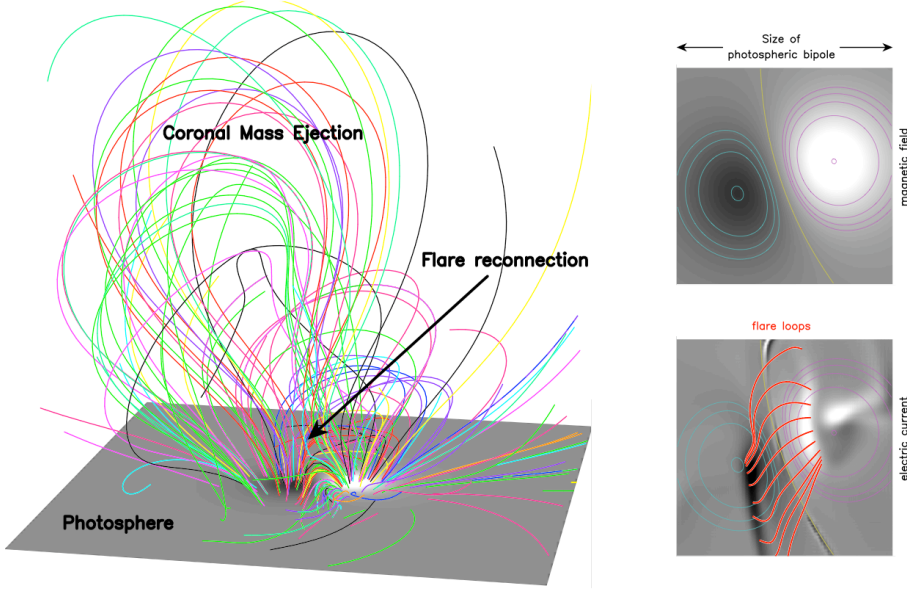 Coronal Mass Ejection
Flare reconnection
Photosphere
Size of
photospheric bipole
magnetic field
flare loops
electric current